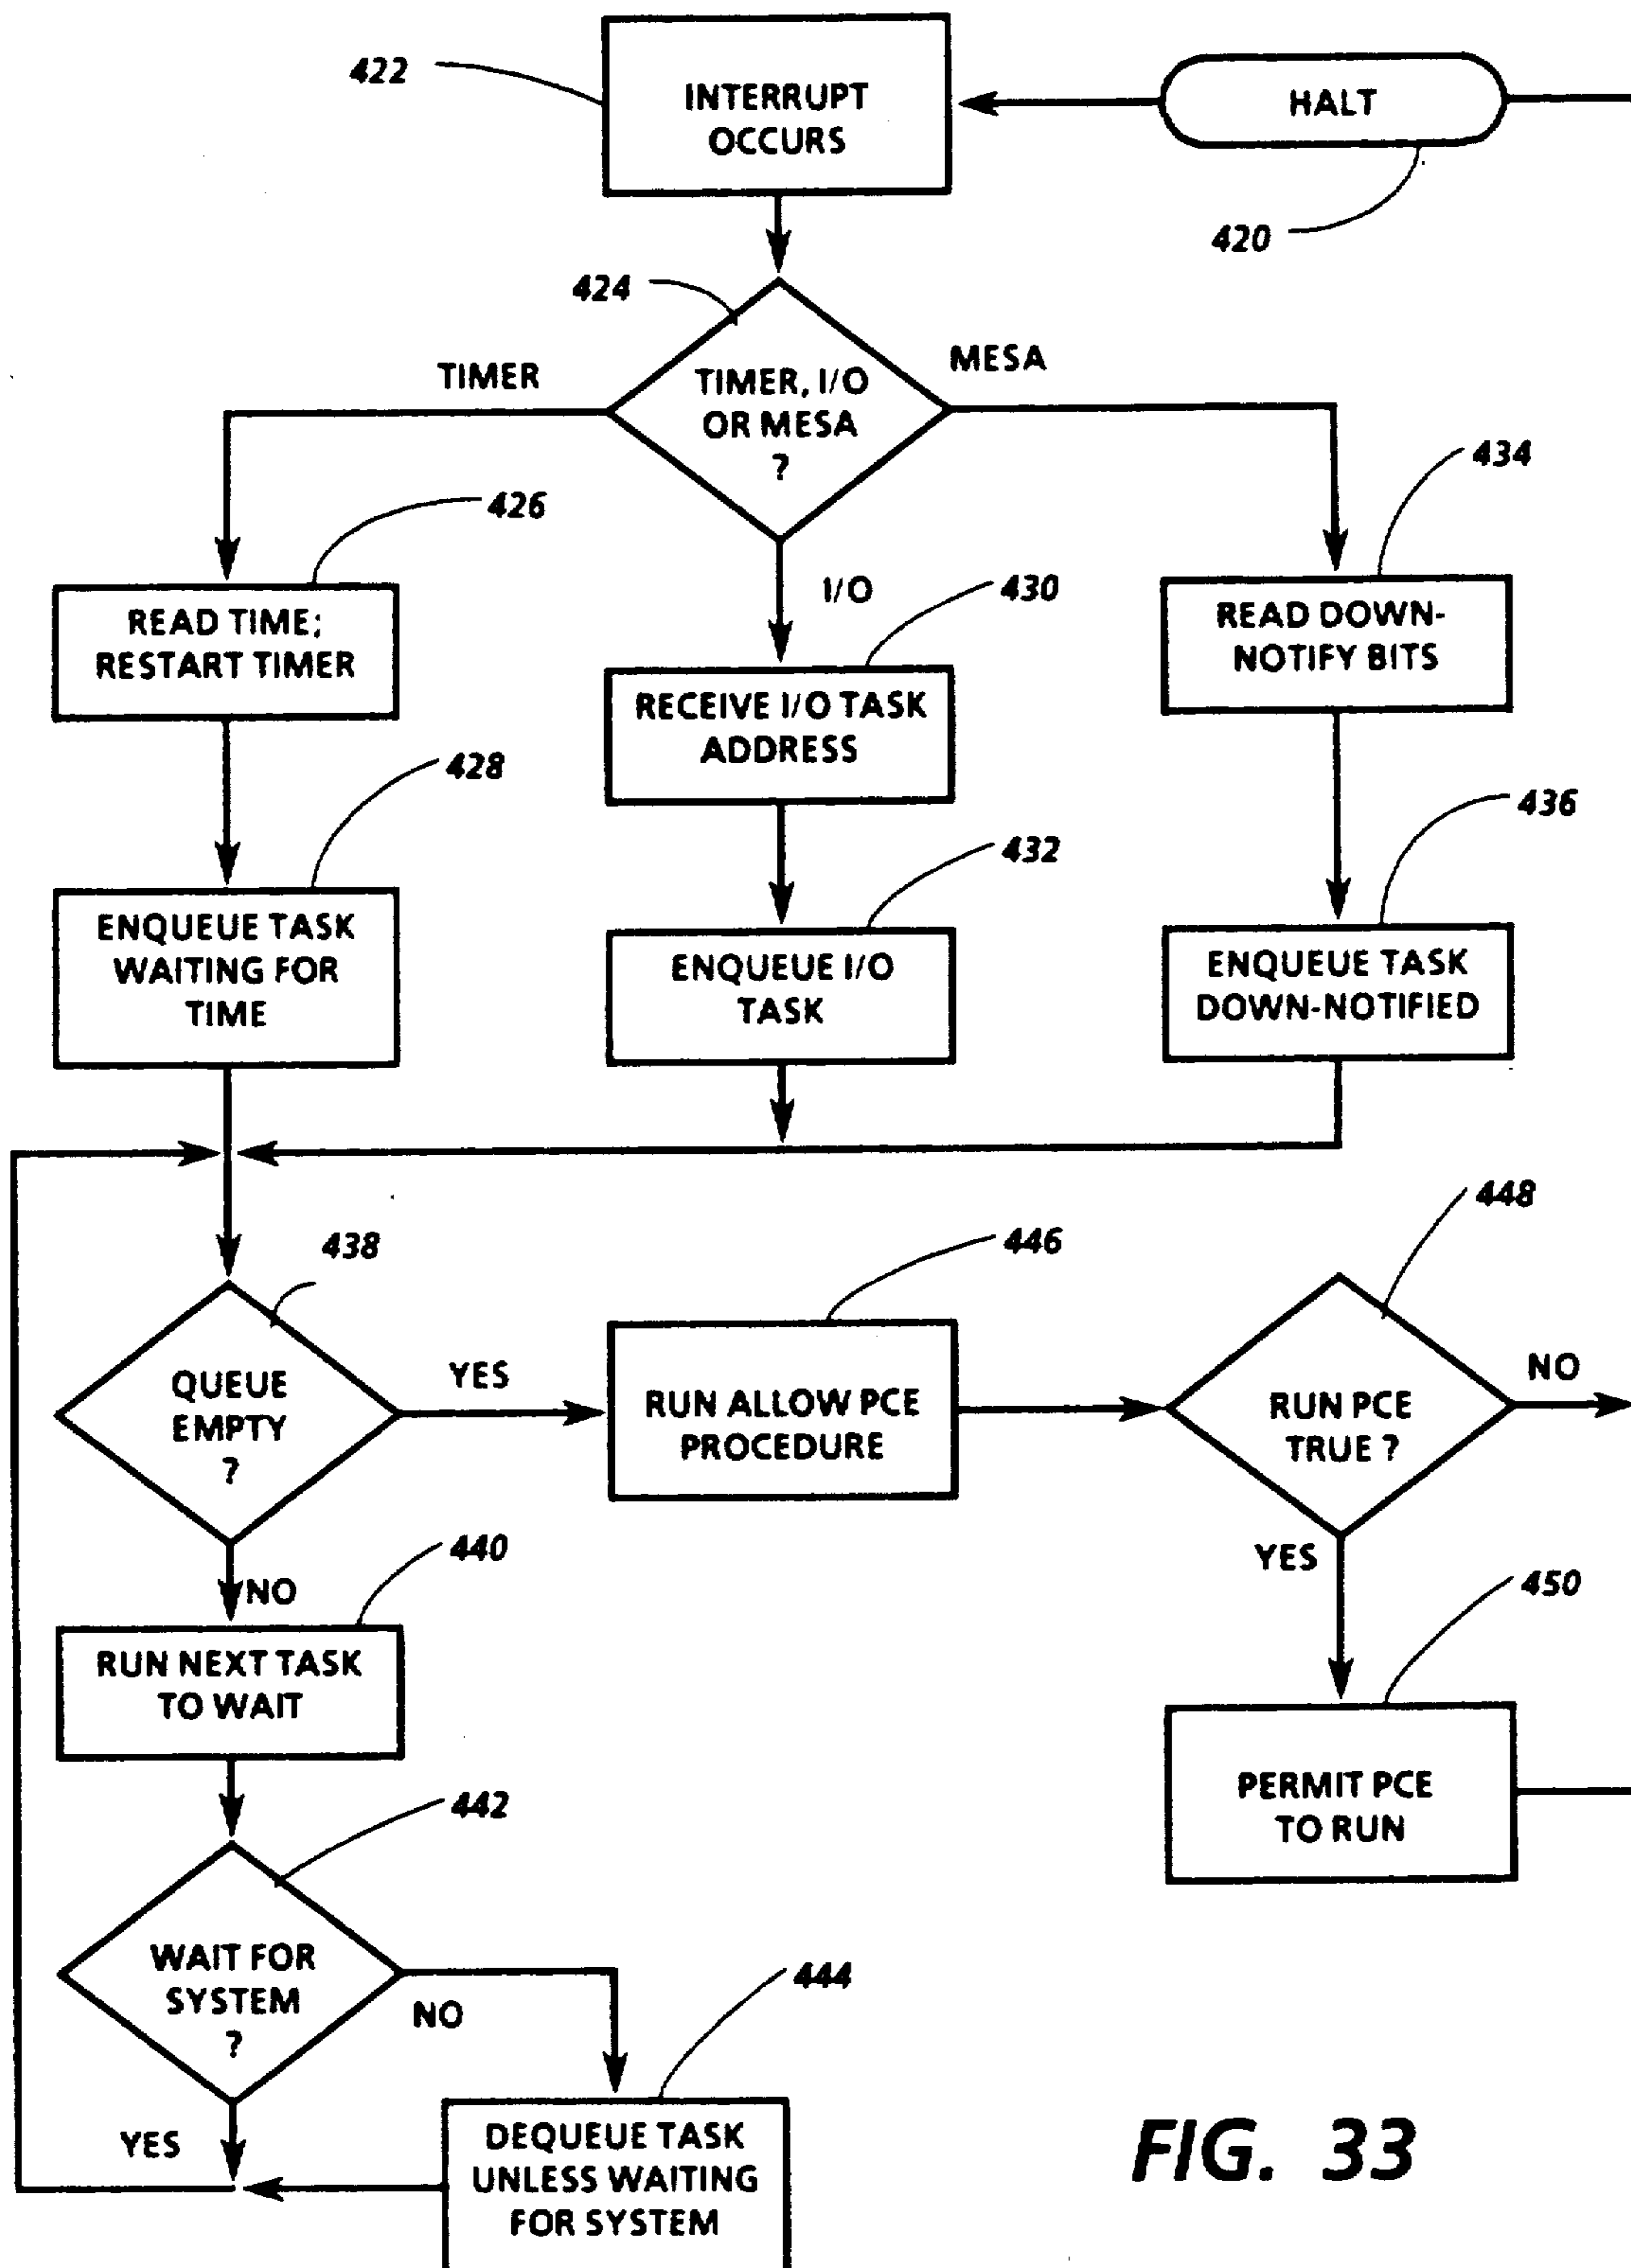 422
INTERRUPT
OCCURS
HALT
420
424
TIMER
TIMER, I/O
OR MESA
?
MESA
434
426
I/O
430
READ TIME;
RESTART TIMER
READ DOWN-
NOTIFY BITS
RECEIVE I/O TASK
ADDRESS
428
436
432
ENQUEUE TASK
WAITING FOR
TIME
ENQUEUE I/O
TASK
ENQUEUE TASK
DOWN-NOTIFIED
438
446
448
QUEUE
EMPTY
?
YES
RUN ALLOW PCE
PROCEDURE
RUN PCE
TRUE ?
NO
440
NO
YES
450
RUN NEXT TASK
TO WAIT
PERMIT PCE
TO RUN
442
WAIT FOR
SYSTEM
?
NO
444
YES
DEQUEUE TASK
UNLESS WAITING
FOR SYSTEM
FIG. 33